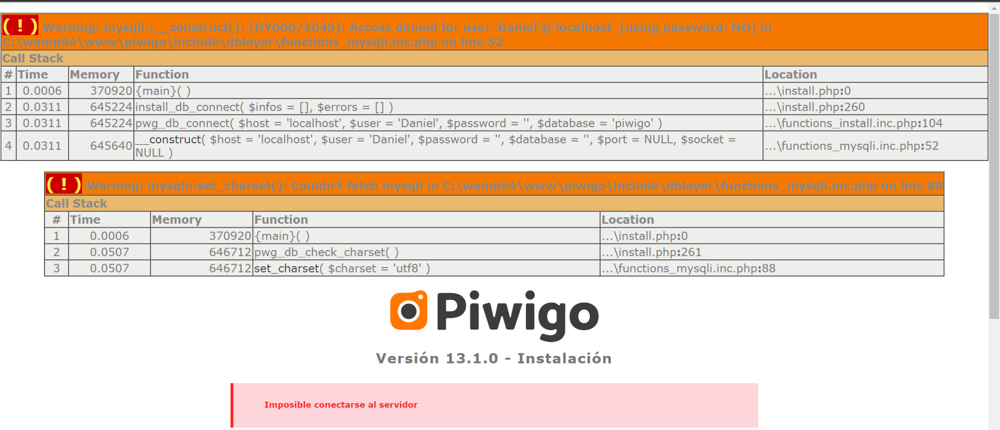 ( ! ) Warning: mysqli::__construct(): (HY000/1045): Access denied for user 'Daniel'@'localhost' (using password: NO) in
C:\wamp64\www\piwigo\include\dblayer\functions_mysqli.inc.php on line 52
Call Stack
# Time Memory Function Location
1 0.0006 370920 {main}( ) ...\install.php:0
2 0.0311 645224 install_db_connect( $infos = [], $errors = [] ) ...\install.php:260
3 0.0311 645224 pwg_db_connect( $host = 'localhost', $user = 'Daniel', $password = '', $database = 'piwigo' ) ...\functions_install.inc.php:104
4 0.0311 645640 __construct( $host = 'localhost', $user = 'Daniel', $password = '', $database = '', $port = NULL, $socket = ...\functions_mysqli.inc.php:52
NULL )
( ! ) Warning: mysqli::set_charset(): Couldn't fetch mysqli in C:\wamp64\www\piwigo\include\dblayer\functions_mysqli.inc.php on line 88
Call Stack
# Time Memory Function Location
1 0.0006 370920 {main}( ) ...\install.php:0
2 0.0507 646712 pwg_db_check_charset( ) ...\install.php:261
3 0.0507 646712 set_charset( $charset = 'utf8' ) ...\functions_mysqli.inc.php:88
Piwigo
Versión 13.1.0 - Instalación
Imposible conectarse al servidor